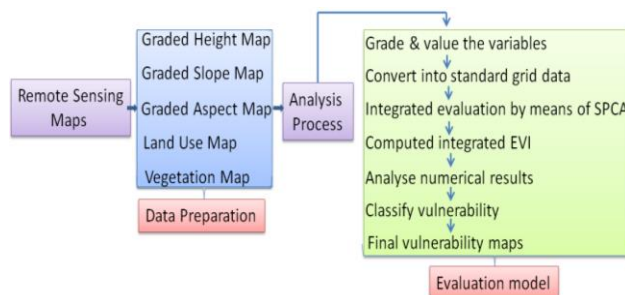 Remote Sensing
Maps
Graded Height Map
Graded Slope Map
Graded Aspect Map
Land Use Map
Vegetation Map
Data Preparation
Analysis
Process
Grade & value the variables
Convert into standard grid data
Integrated evaluation by means of SPCA
Computed integrated EVI
Analyse numerical results
Classify vulnerability
Final vulnerability maps
Evaluation model